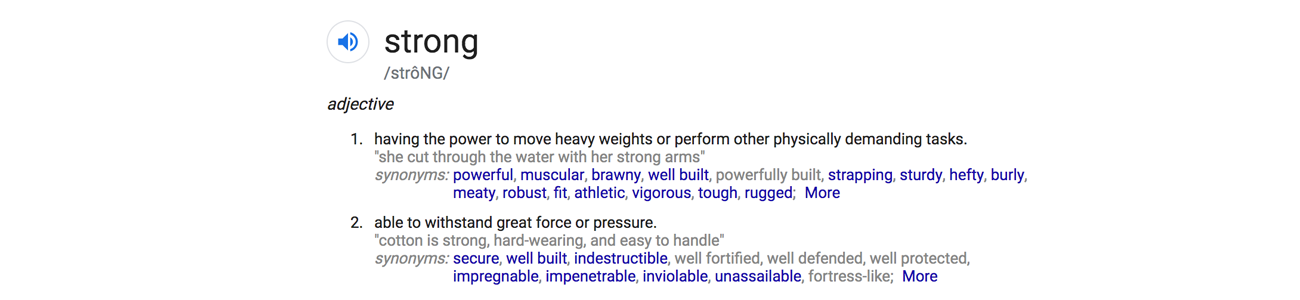 strong
/strôNG/
adjective
1. having the power to move heavy weights or perform other physically demanding tasks.
"she cut through the water with her strong arms"
synonyms: powerful, muscular, brawny, well built, powerfully built, strapping, sturdy, hefty, burly,
meaty, robust, fit, athletic, vigorous, tough, rugged; More
2. able to withstand great force or pressure.
"cotton is strong, hard-wearing, and easy to handle"
synonyms: secure, well built, indestructible, well fortified, well defended, well protected,
impregnable, impenetrable, inviolable, unassailable, fortress-like; More